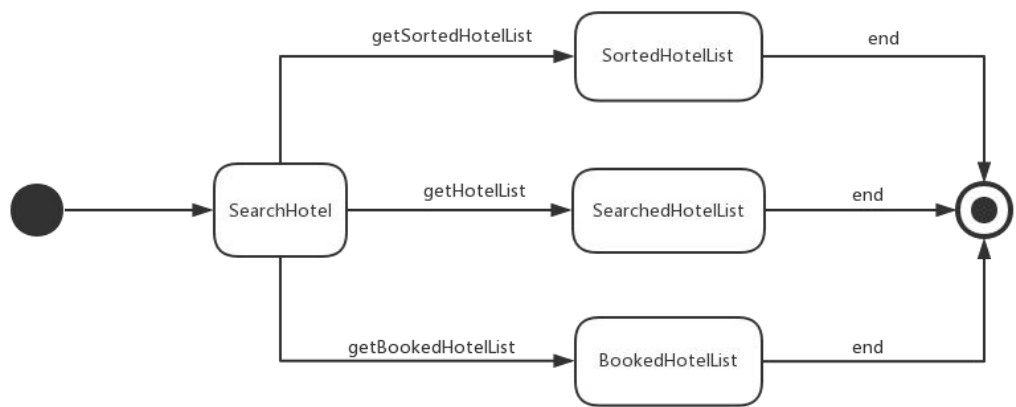 getSortedHotelList
SortedHotelList
end
SearchHotel
getHotelList
SearchedHotelList
end
getBookedHotelList
BookedHotelList
end